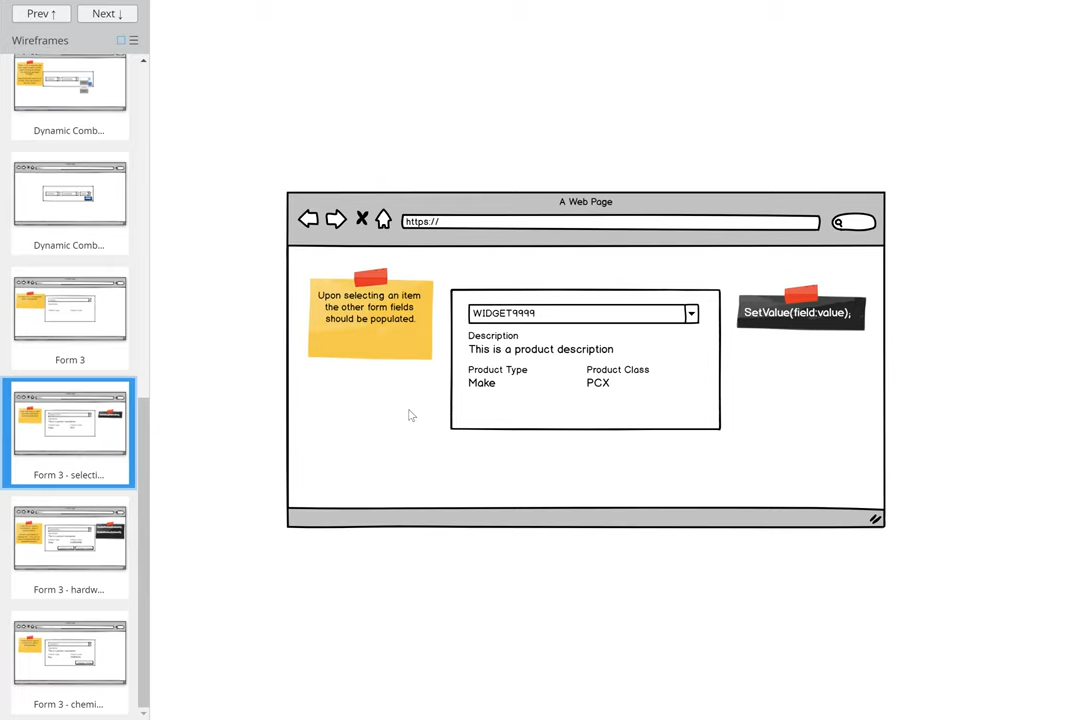 Prev ↑
Next ↓
Wireframes
Dynamic Comb...
Dynamic Comb...
Form 3
Form 3 - selecti...
Form 3 - hardw...
Form 3 - chemi...
A Web Page
https://
Upon selecting an item
the other form fields
should be populated.
WIDGET9999
Description
This is a product description
Product Type
Product Class
Make
PCX
SetValue(field:value);